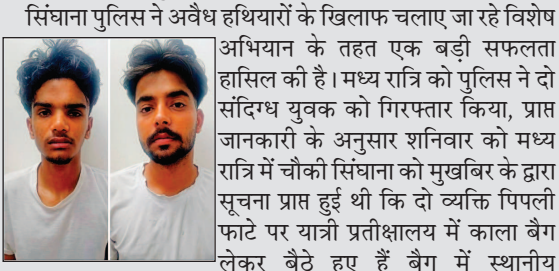 सिंघाना पुलिस ने अवैध हथियारों के खिलाफ चलाए जा रहे विशेष
अभियान के तहत एक बड़ी सफलता
हासिल की है। मध्य रात्रि को पुलिस ने दो
संदिग्ध युवक को गिरफ्तार किया, प्राप्त
जानकारी के अनुसार शनिवार को मध्य
रात्रि में चौकी सिंघाना को मुखबिर के द्वारा
सूचना प्राप्त हुई थी कि दो व्यक्ति पिपली
फाटे पर यात्री प्रतीक्षालय में काला बैग
लेकर बैठे हुए हैं बैग में स्थानीय